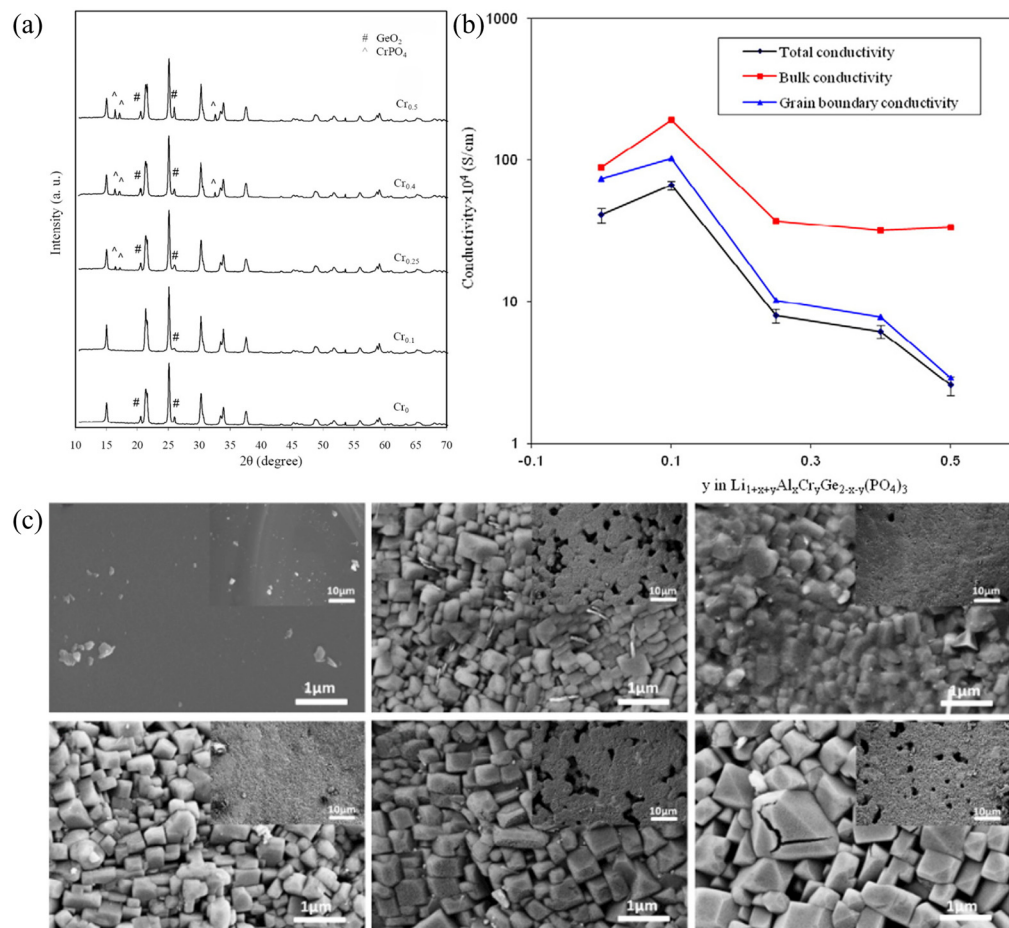 (a)
# GeO₂
^ CrPO₄
^ ^ # # ^ Cr₀.₅
^ ^ # # ^ Cr₀.₄
^ ^ # # Cr₀.₂₅
# Cr₀.₁
# # Cr₀
Intensity (a. u.)
10 15 20 25 30 35 40 45 50 55 60 65 70
2θ (degree)
(b)
1000
100
10
1
Conductivity×10⁴ (S/cm)
Total conductivity
Bulk conductivity
Grain boundary conductivity
-0.1 0.1 0.3 0.5
y in Li₁₊ₓ₊yAlₓCryGe₂₋ₓ₋y(PO₄)₃
(c)
10μm 10μm 10μm
1μm 1μm 1μm
10μm 10μm 10μm
1μm 1μm 1μm